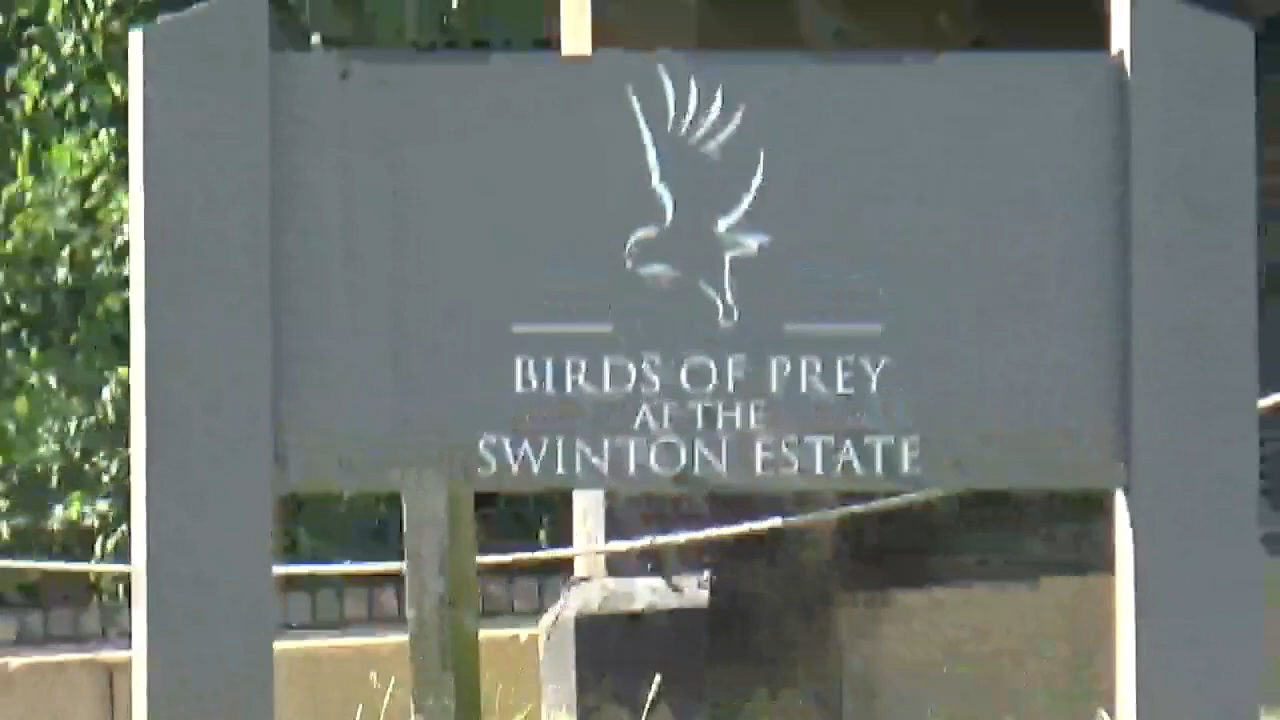 BIRDS OF PREY
AT THE
SWINTON ESTATE